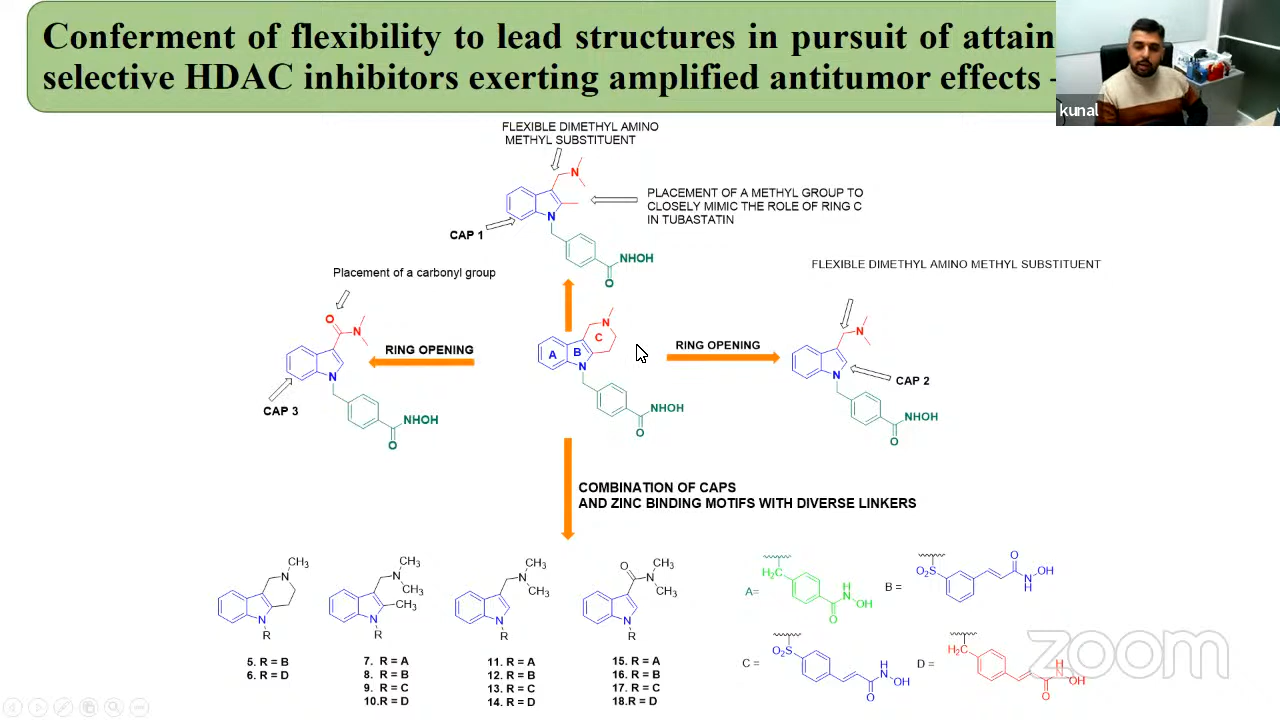 Conferment of flexibility to lead structures in pursuit of attain
selective HDAC inhibitors exerting amplified antitumor effects -
kunal
FLEXIBLE DIMETHYL AMINO
METHYL SUBSTITUENT
N
PLACEMENT OF A METHYL GROUP TO
CLOSELY MIMIC THE ROLE OF RING C
IN TUBASTATIN
N
CAP 1
NHOH
O
Placement of a carbonyl group
FLEXIBLE DIMETHYL AMINO METHYL SUBSTITUENT
O
N
N
CAP 3
NHOH
O
RING OPENING
N
C
A
B
N
NHOH
O
RING OPENING
N
N
CAP 2
NHOH
O
COMBINATION OF CAPS
AND ZINC BINDING MOTIFS WITH DIVERSE LINKERS
CH3
N
N
R
5. R = B
6. R = D
CH3
N
CH3
CH3
N
R
7. R = A
8. R = B
9. R = C
10.R = D
CH3
N
CH3
N
R
11. R = A
12. R = B
13. R = C
14. R = D
CH3
O
N
CH3
N
R
15. R = A
16. R = B
17. R = C
18.R = D
A=
H2C
H
N
OH
O
B =
O2S
O
N
H
OH
C =
O2S
H
N
OH
O
D =
H2C
H
N
OH
O
zoom